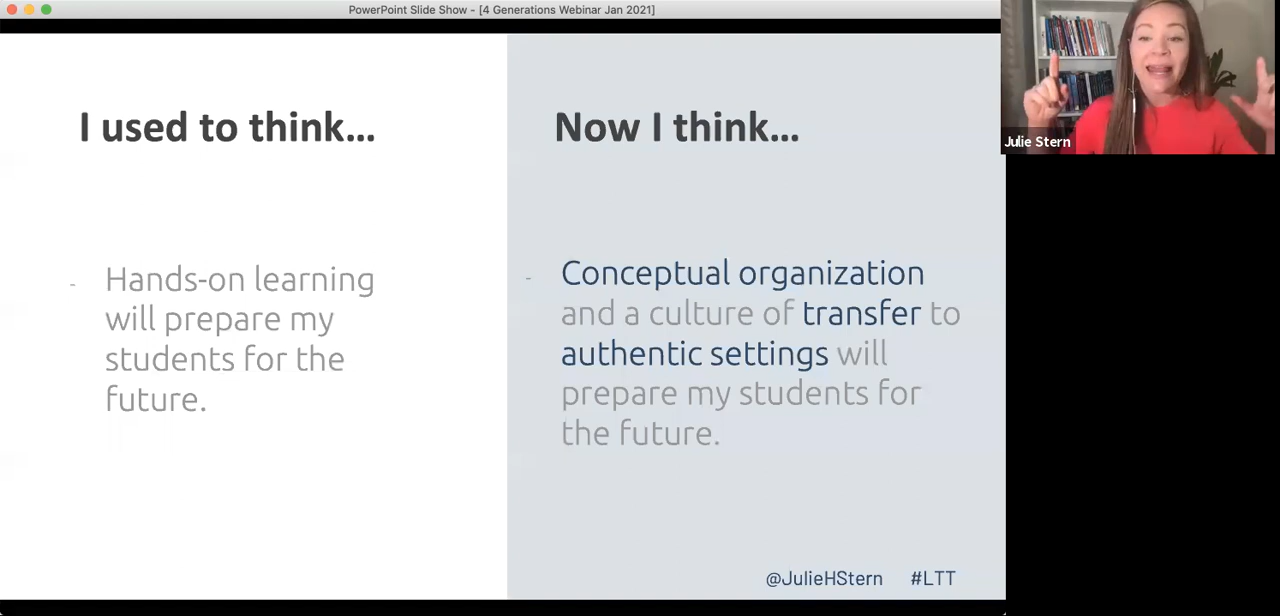 PowerPoint Slide Show - [4 Generations Webinar Jan 2021]
I used to think...
- Hands-on learning
will prepare my
students for the
future.
Now I think...
- Conceptual organization
and a culture of transfer to
authentic settings will
prepare my students for
the future.
@JulieHStern #LTT
Julie Stern